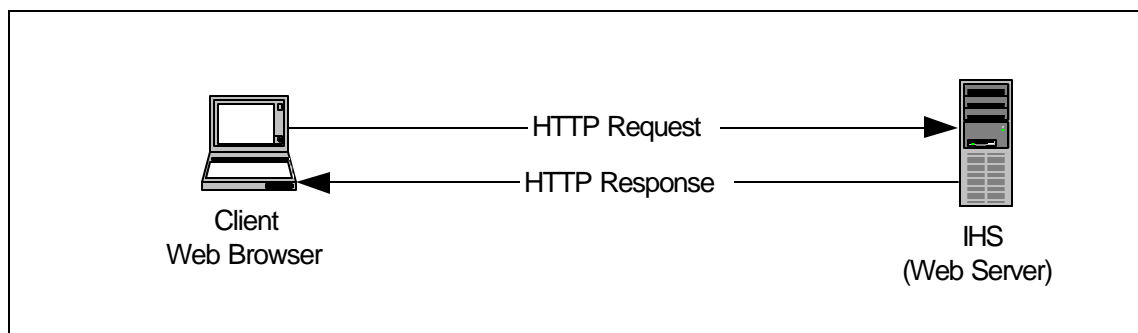 HTTP Request
HTTP Response
Client
Web Browser
IHS
(Web Server)